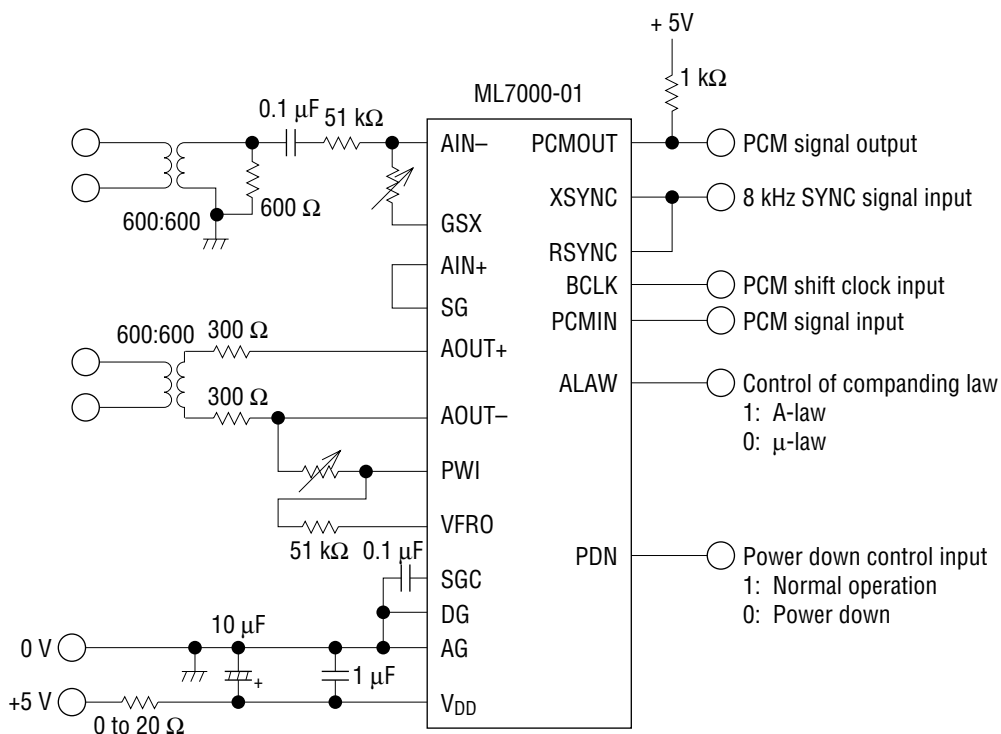 + 5V
1 kΩ
ML7000-01
0.1 μF
51 kΩ
600 Ω
600:600
AIN–
GSX
AIN+
SG
AOUT+
AOUT–
PWI
VFRO
SGC
DG
AG
VDD
PCMOUT
XSYNC
RSYNC
BCLK
PCMIN
ALAW
PDN
PCM signal output
8 kHz SYNC signal input
PCM shift clock input
PCM signal input
Control of companding law
1: A-law
0: μ-law
Power down control input
1: Normal operation
0: Power down
600:600
300 Ω
300 Ω
51 kΩ
0.1 μF
0 V
10 μF
+
1 μF
+5 V
0 to 20 Ω